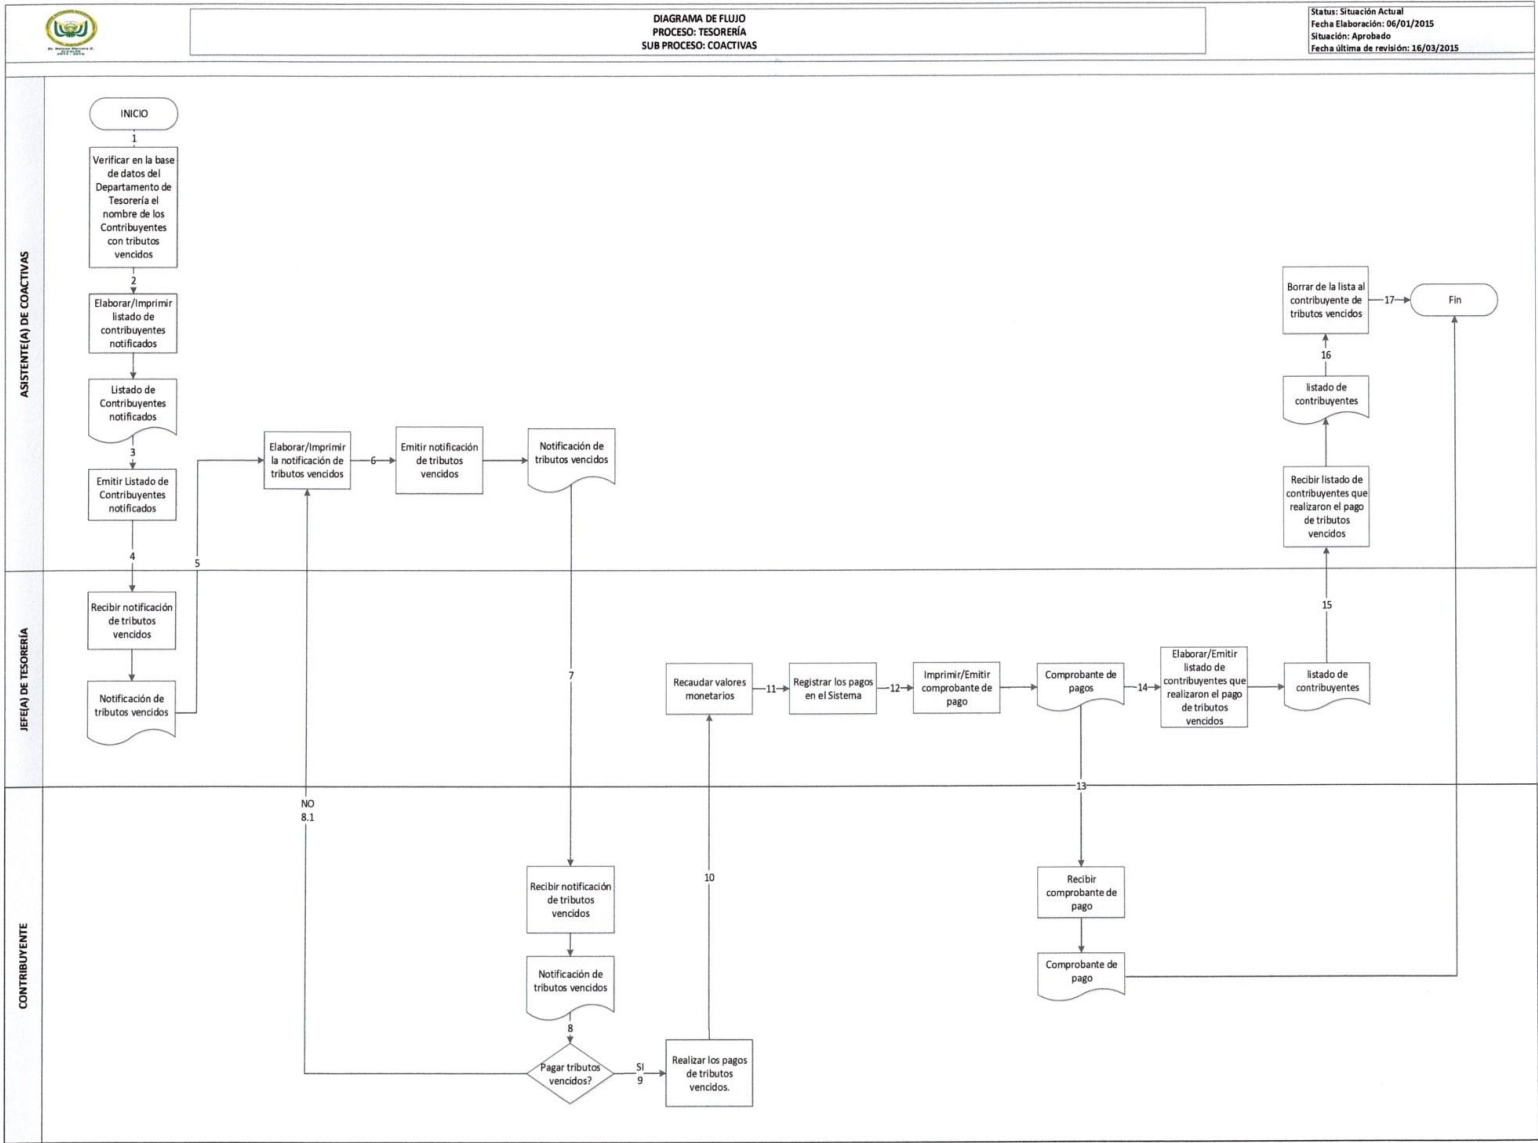 DIAGRAMA DE FLUJO
PROCESO: TESORERÍA
SUB PROCESO: COACTIVAS
Status: Situación Actual
Fecha Elaboración: 06/01/2015
Situación: Aprobado
Fecha última de revisión: 16/03/2015
ASISTENTE(A) DE COACTIVAS
INICIO
1
Verificar en la base
de datos del
Departamento de
Tesorería el
nombre de los
Contribuyentes
con tributos
vencidos
2
Elaborar/Imprimir
listado de
contribuyentes
notificados
Listado de
Contribuyentes
notificados
3
Emitir Listado de
Contribuyentes
notificados
4
5
Elaborar/Imprimir
la notificación de
tributos vencidos
6
Emitir notificación
de tributos
vencidos
Notificación de
tributos vencidos
Borrar de la lista al
contribuyente de
tributos vencidos
17
Fin
16
listado de
contribuyentes
Recibir listado de
contribuyentes que
realizaron el pago
de tributos
vencidos
JEFE(A) DE TESORERÍA
Recibir notificación
de tributos
vencidos
Notificación de
tributos vencidos
7
Recaudar valores
monetarios
11
Registrar los pagos
en el Sistema
12
Imprimir/Emitir
comprobante de
pago
Comprobante de
pagos
14
Elaborar/Emitir
listado de
contribuyentes que
realizaron el pago
de tributos
vencidos
listado de
contribuyentes
15
13
CONTRIBUYENTE
NO
8.1
Recibir notificación
de tributos
vencidos
Notificación de
tributos vencidos
8
Pagar tributos
vencidos?
SI
9
Realizar los pagos
de tributos
vencidos.
10
Recibir
comprobante de
pago
Comprobante de
pago